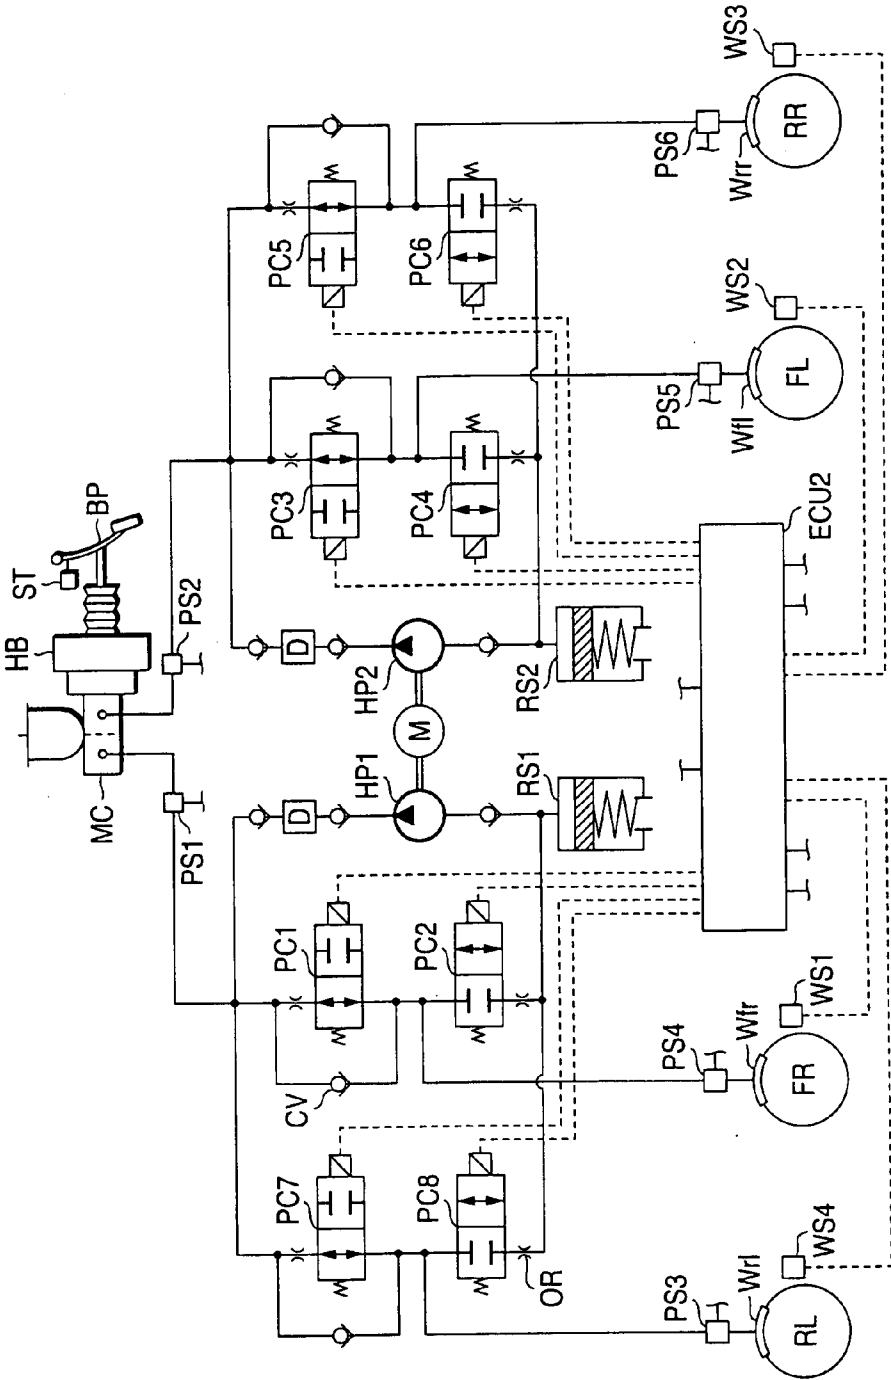 HB
ST
BP
MC
PS1
PS2
D
D
HP1
M
HP2
PC7
CV
PC1
PC3
PC5
PC8
OR
PC2
PC4
PC6
RS1
RS2
ECU2
PS3
PS4
PS5
PS6
Wrl
Wfr
Wfl
Wrr
RL
FR
FL
RR
WS4
WS1
WS2
WS3